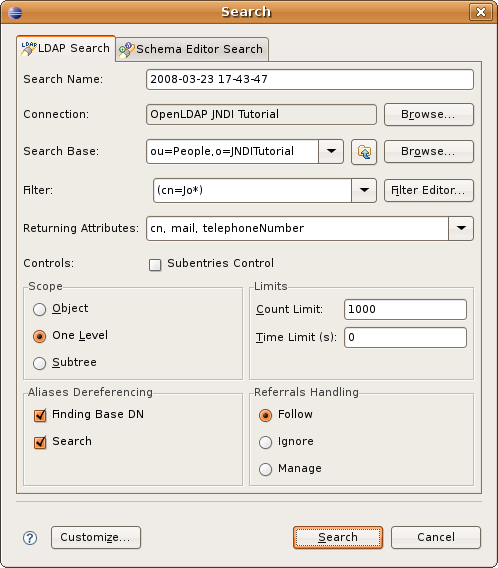 Search
LDAP Search
Schema Editor Search
Search Name: 2008-03-23 17-43-47
Connection: OpenLDAP JNDI Tutorial Browse...
Search Base: ou=People,o=JNDITutorial Browse...
Filter: (cn=Jo*) Filter Editor...
Returning Attributes: cn, mail, telephoneNumber
Controls: Subentries Control
Scope
Object
One Level
Subtree
Limits
Count Limit: 1000
Time Limit (s): 0
Aliases Dereferencing
Finding Base DN
Search
Referrals Handling
Follow
Ignore
Manage
? Customize... Search Cancel